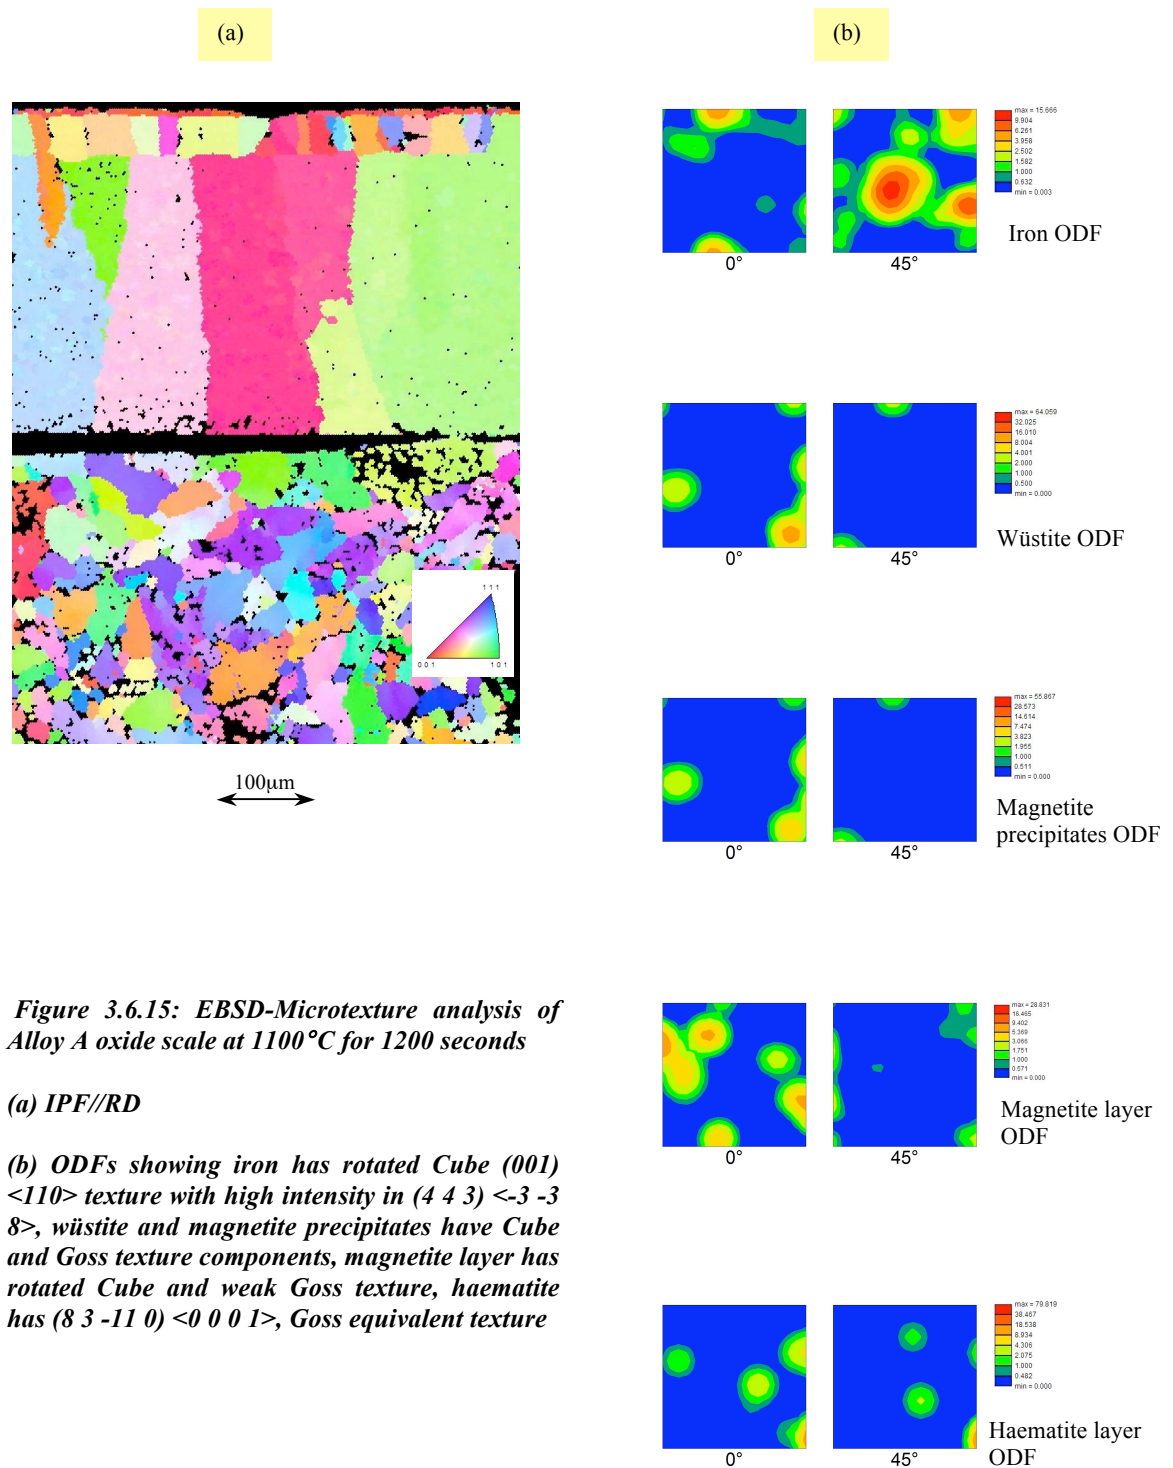 (a)
(b)
111
001
101
100μm
max = 15.666
9.904
6.261
3.958
2.502
1.582
1.000
0.632
min = 0.003
Iron ODF
0°
45°
max = 64.059
32.025
16.010
8.004
4.001
2.000
1.000
0.500
min = 0.000
Wüstite ODF
0°
45°
max = 55.867
28.573
14.614
7.474
3.823
1.955
1.000
0.511
min = 0.000
Magnetite
precipitates ODF
0°
45°
max = 28.831
16.465
9.402
5.369
3.066
1.751
1.000
0.571
min = 0.000
Magnetite layer
ODF
0°
45°
max = 79.819
38.467
18.538
8.934
4.306
2.075
1.000
0.482
min = 0.000
Haematite layer
ODF
0°
45°
Figure 3.6.15: EBSD-Microtexture analysis of
Alloy A oxide scale at 1100°C for 1200 seconds
(a) IPF//RD
(b) ODFs showing iron has rotated Cube (001)
<110> texture with high intensity in (4 4 3) <-3 -3
8>, wüstite and magnetite precipitates have Cube
and Goss texture components, magnetite layer has
rotated Cube and weak Goss texture, haematite
has (8 3 -11 0) <0 0 0 1>, Goss equivalent texture